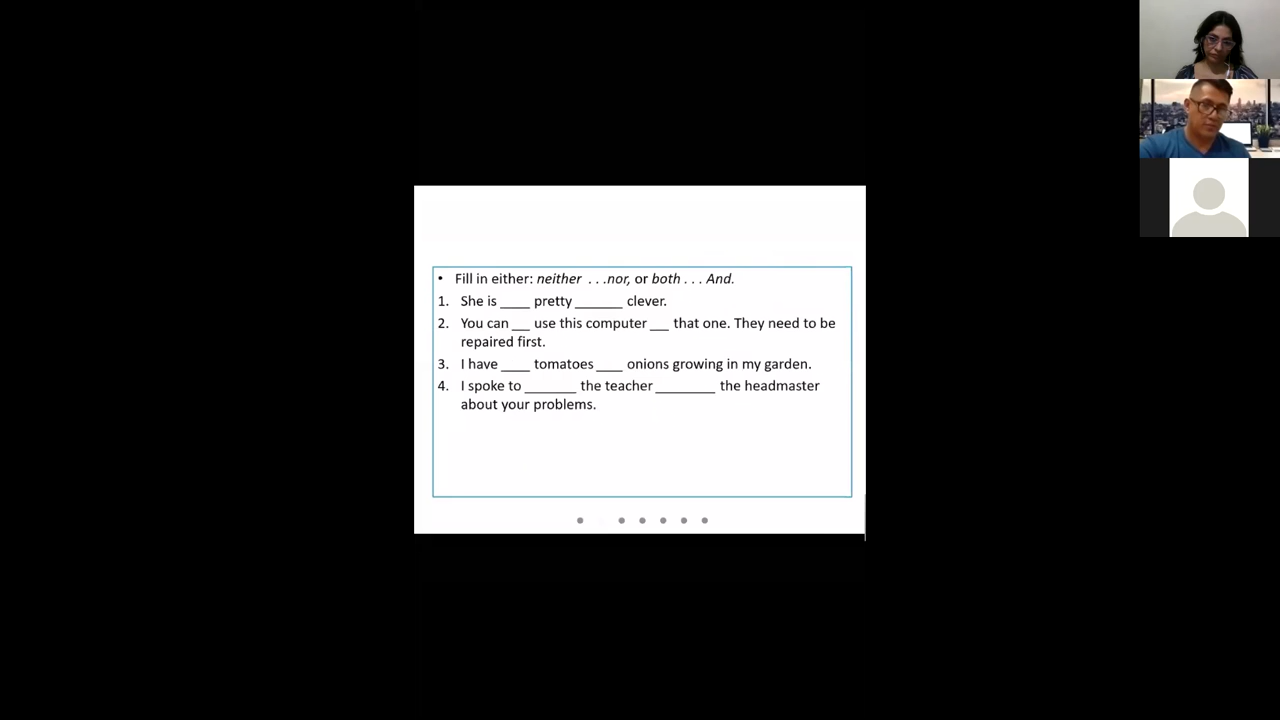 • Fill in either: neither . . .nor, or both . . . And.
1. She is ____ pretty _______ clever.
2. You can __ use this computer __ that one. They need to be
repaired first.
3. I have ____ tomatoes ____ onions growing in my garden.
4. I spoke to _______ the teacher ________ the headmaster
about your problems.